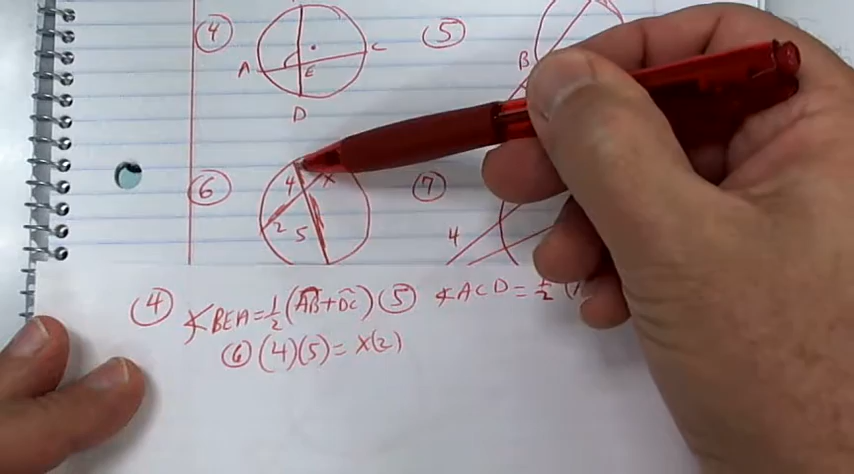 ④ ⑤
A C
E B
D
⑥ 4 x ⑦
2 5 4
④ ∡BEA = 1/2 (AB + DC) ⑤ ∡ACD = 1/2 (
⑥ (4)(5) = x(2)